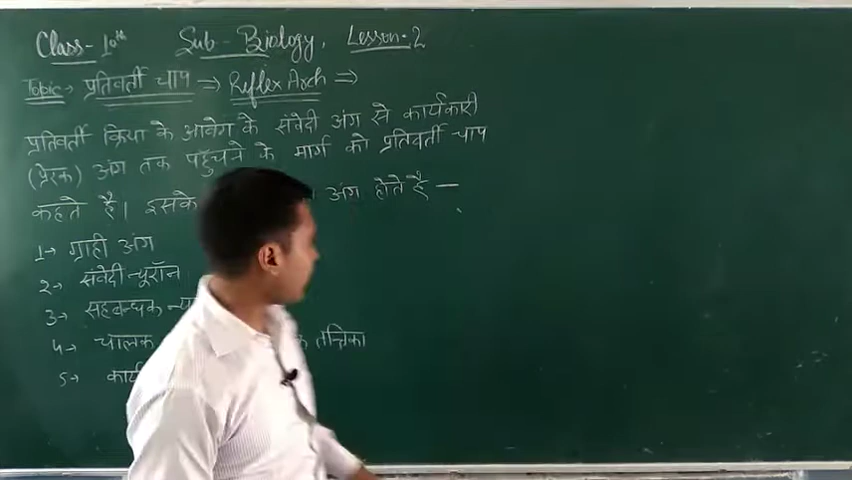 Class- 10th Sub- Biology, Lesson-2
Topic→ प्रतिवर्ती चाप ⇒ Reflex Arch ⇒
प्रतिवर्ती क्रिया के आवेग के संवेदी अंग से कार्यकारी
(प्रेरक) अंग तक पहुँचने के मार्ग को प्रतिवर्ती चाप
कहते है। इसके अंग होते है —
1→ ग्राही अंग
2→ संवेदी न्यूरॉन
3→ सहबन्धक
4→ चालक तन्त्रिका
5→